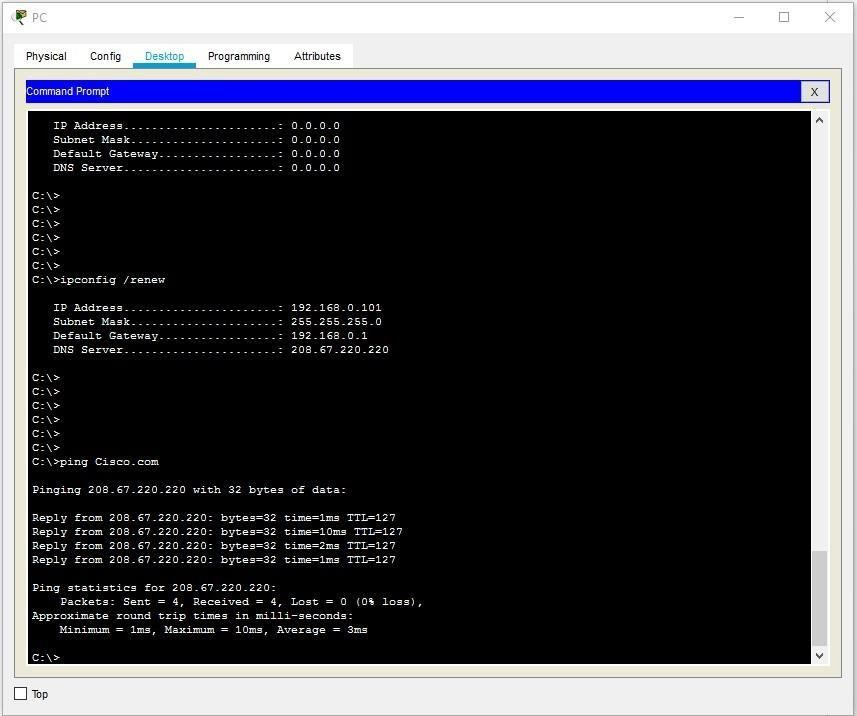 PC
Physical Config Desktop Programming Attributes
Command Prompt X
IP Address......................: 0.0.0.0
Subnet Mask.....................: 0.0.0.0
Default Gateway.................: 0.0.0.0
DNS Server......................: 0.0.0.0
C:\>
C:\>
C:\>
C:\>
C:\>
C:\>
C:\>ipconfig /renew
IP Address......................: 192.168.0.101
Subnet Mask.....................: 255.255.255.0
Default Gateway.................: 192.168.0.1
DNS Server......................: 208.67.220.220
C:\>
C:\>
C:\>
C:\>
C:\>
C:\>
C:\>ping Cisco.com
Pinging 208.67.220.220 with 32 bytes of data:
Reply from 208.67.220.220: bytes=32 time=1ms TTL=127
Reply from 208.67.220.220: bytes=32 time=10ms TTL=127
Reply from 208.67.220.220: bytes=32 time=2ms TTL=127
Reply from 208.67.220.220: bytes=32 time=1ms TTL=127
Ping statistics for 208.67.220.220:
Packets: Sent = 4, Received = 4, Lost = 0 (0% loss),
Approximate round trip times in milli-seconds:
Minimum = 1ms, Maximum = 10ms, Average = 3ms
C:\>
Top